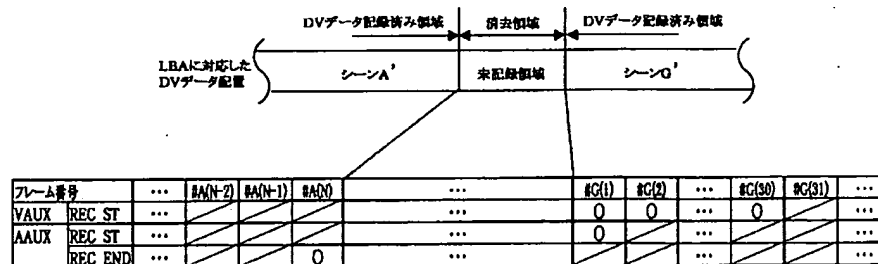 DVデータ記録済み領域 消去領域 DVデータ記録済み領域
LBAに対応した
DVデータ配置
シーンA' 未記録領域 シーンG'
フレーム番号 … #A(N-2) #A(N-1) #A(N) … #G(1) #G(2) … #G(30) #G(31) …
VAUX REC ST … … O O … O …
AAUX REC ST … … O … …
REC END … O … … …